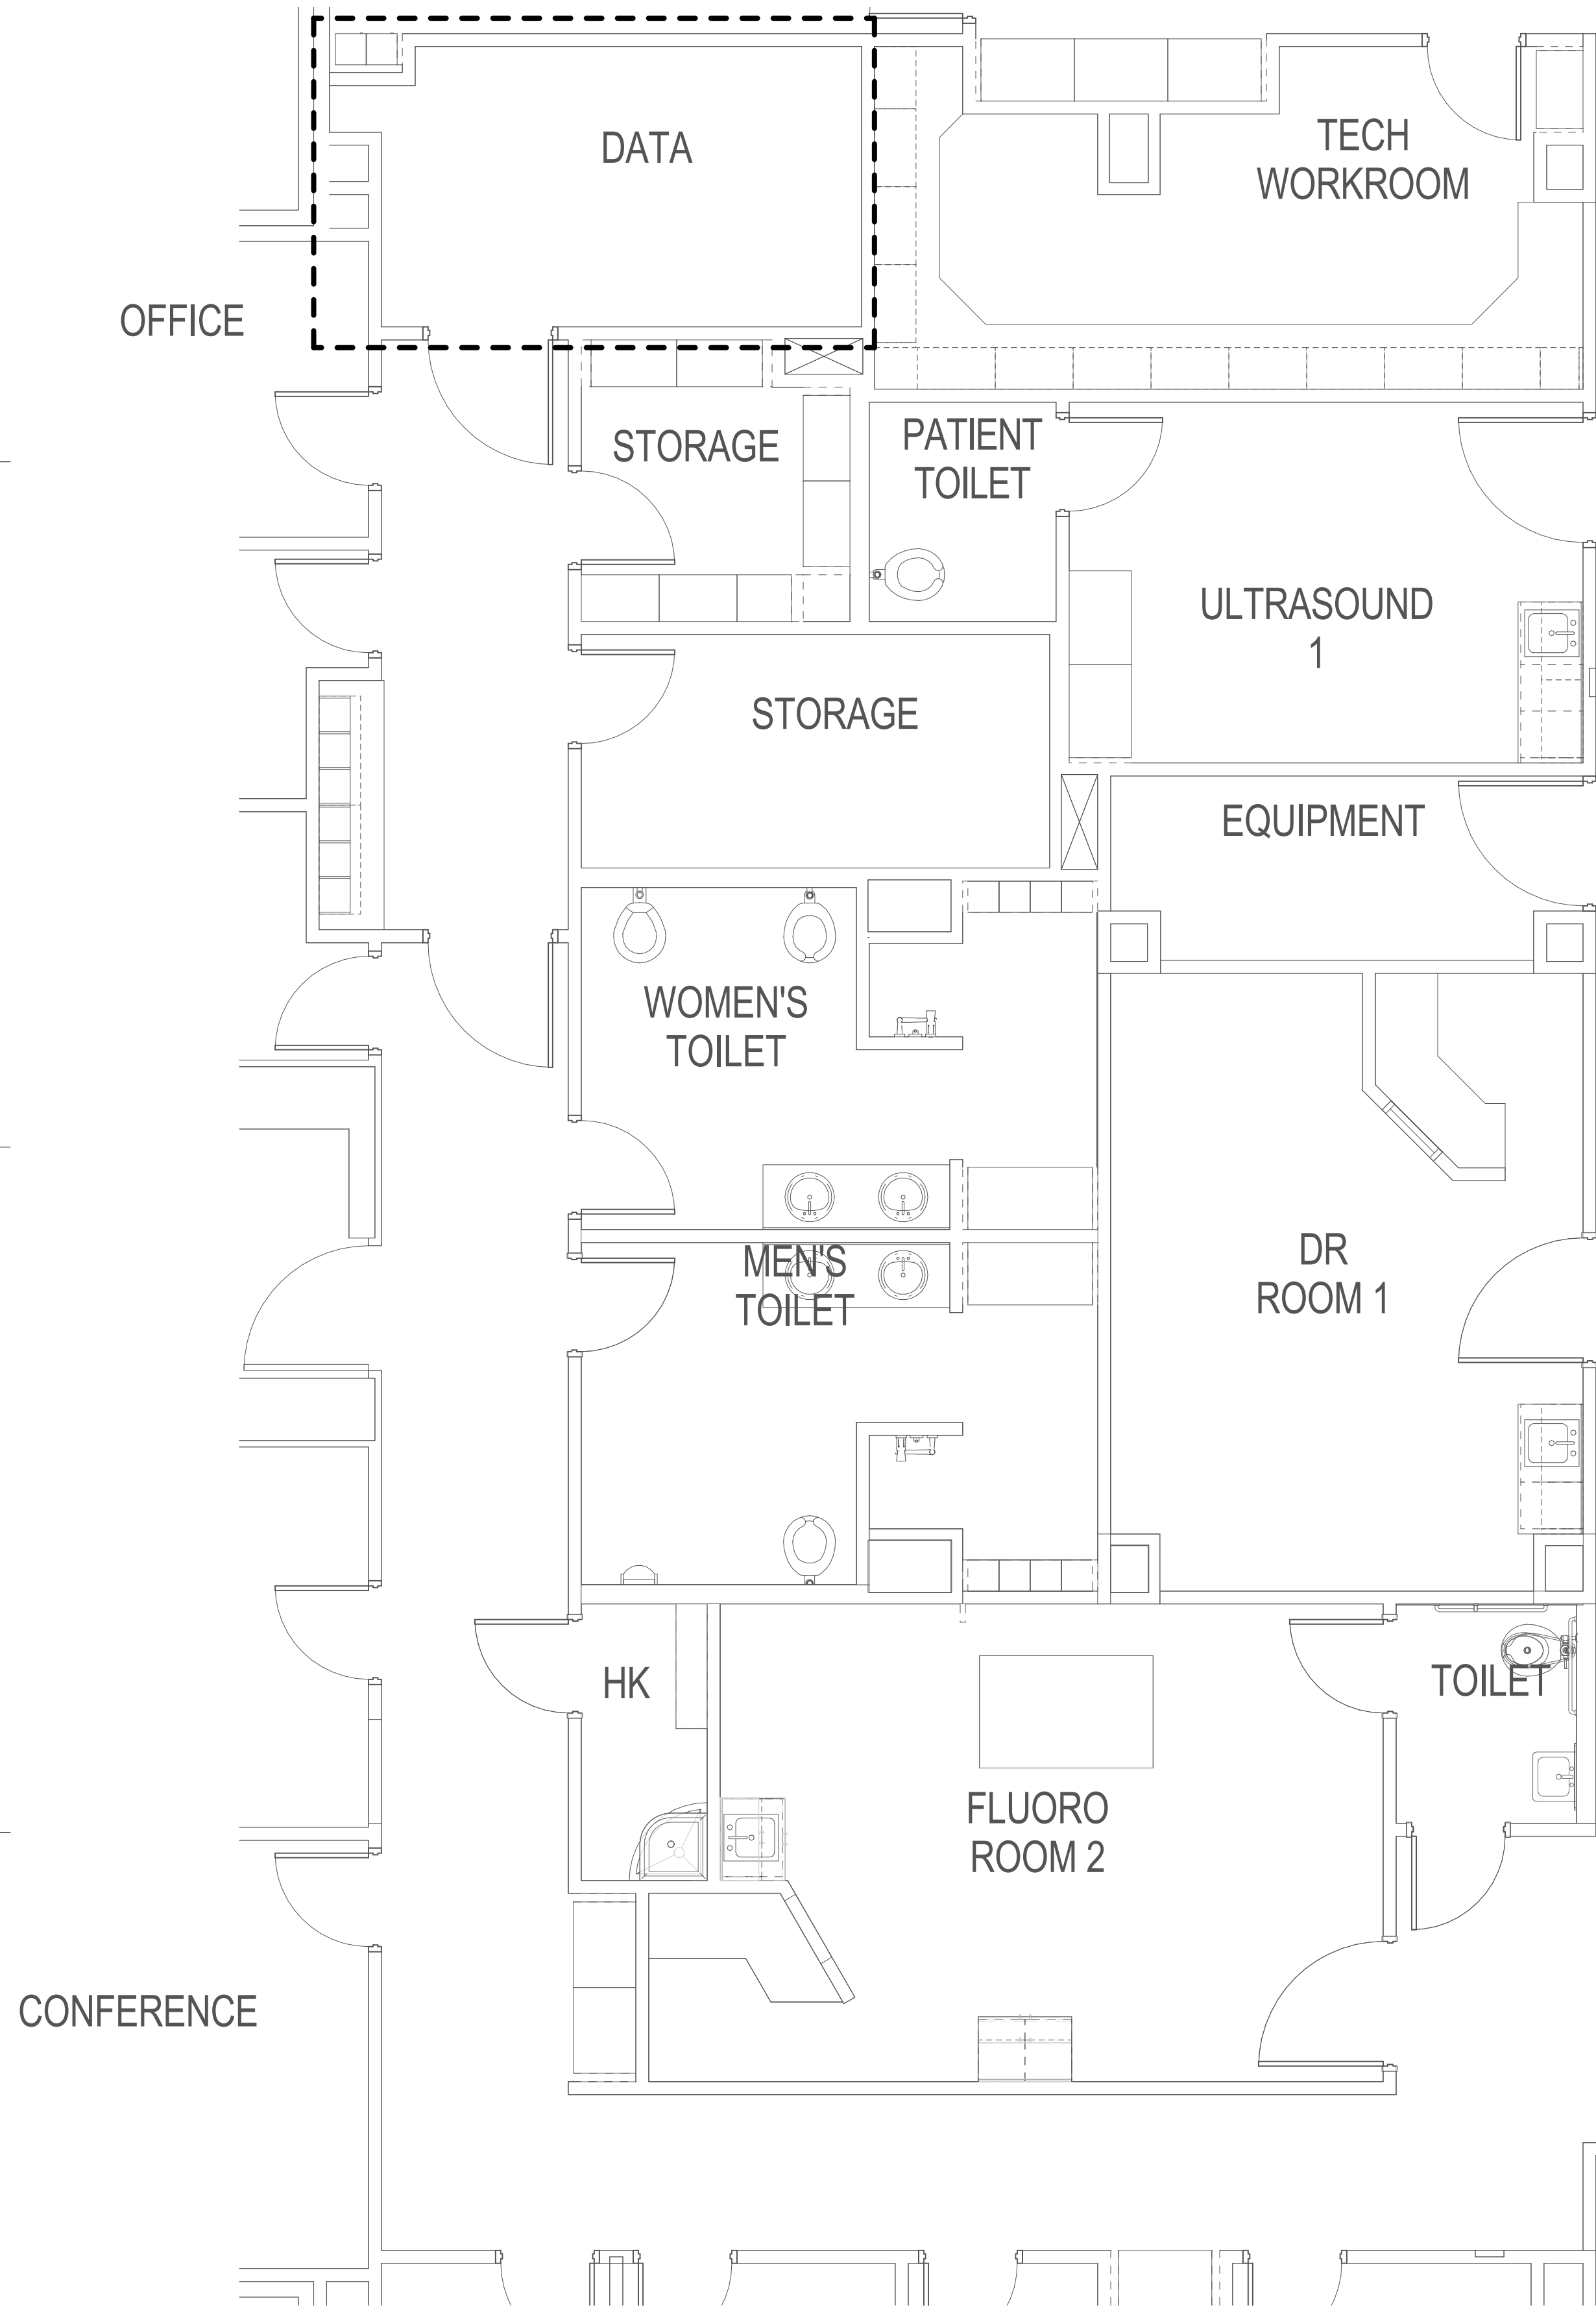 DATA
TECH
WORKROOM
OFFICE
STORAGE
PATIENT
TOILET
ULTRASOUND
1
STORAGE
EQUIPMENT
WOMEN'S
TOILET
MEN'S
TOILET
DR
ROOM 1
HK
TOILET
FLUORO
ROOM 2
CONFERENCE